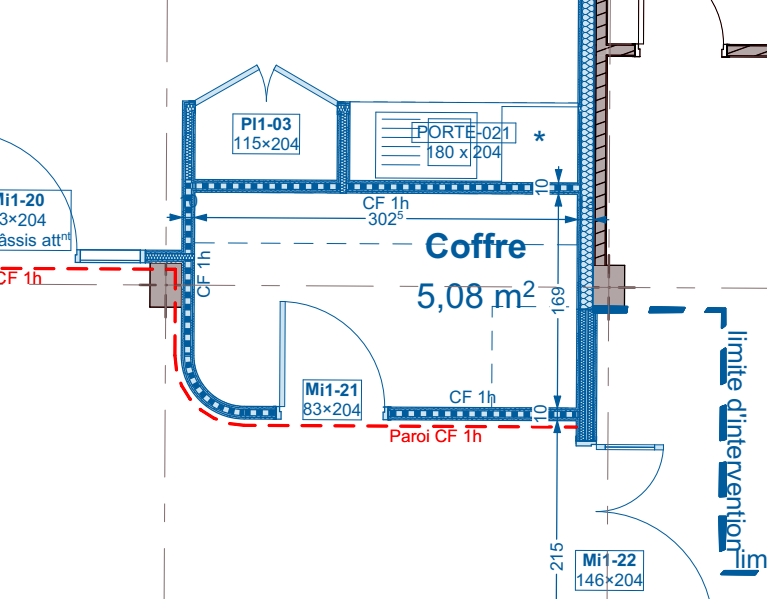 PI1-03
115×204
PORTE-021
180 x 204
*
10
Mi1-20
3×204
âssis attⁿᵗ
CF 1h
302⁵
CF 1h
Coffre
5,08 m²
169
CF 1h
limite d'intervention
Mi1-21
83×204
CF 1h
10
Paroi CF 1h
215
Mi1-22
146×204
lim